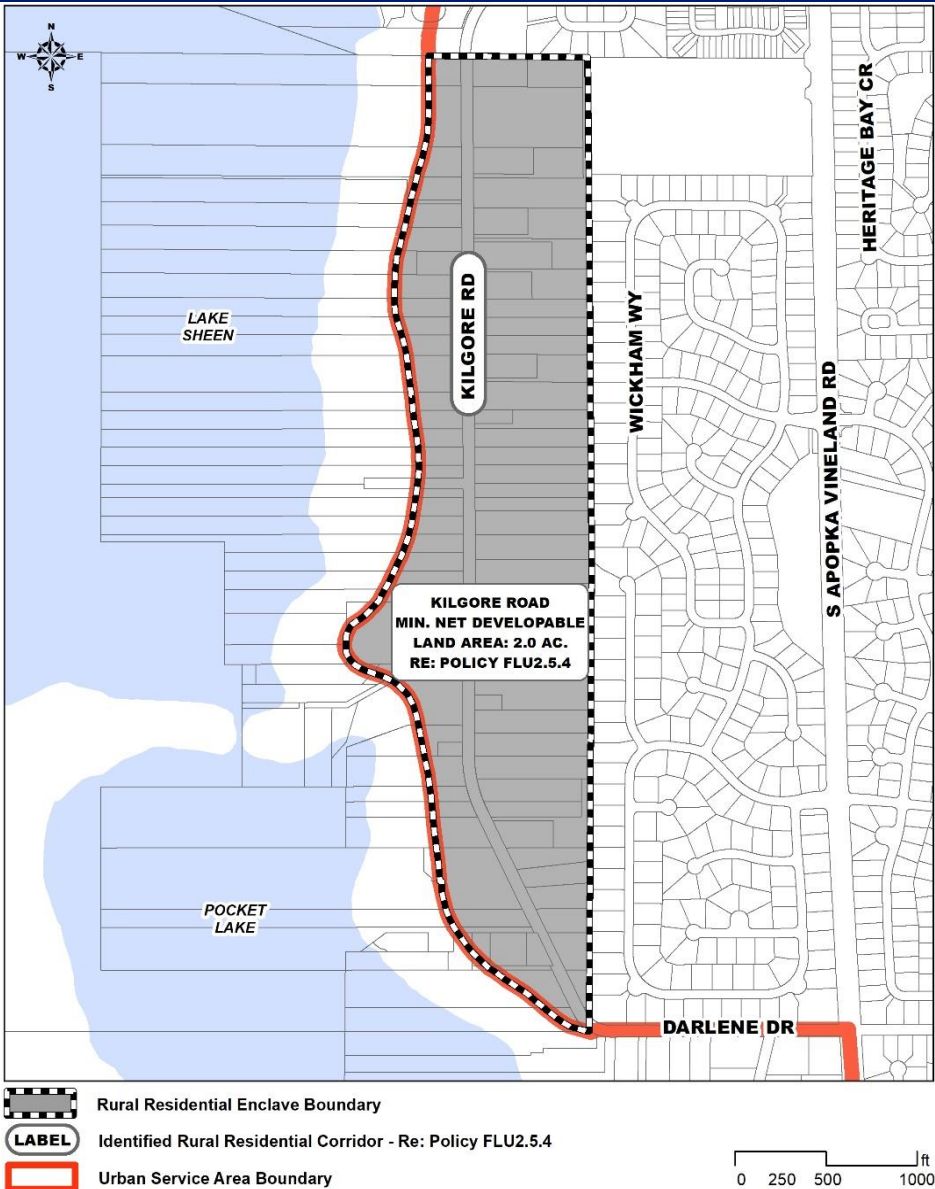 N
W E
S
HERITAGE BAY CR
LAKE
SHEEN
KILGORE RD
WICKHAM WY
S APOPKA VINELAND RD
KILGORE ROAD
MIN. NET DEVELOPABLE
LAND AREA: 2.0 AC.
RE: POLICY FLU2.5.4
POCKET
LAKE
DARLENE DR
Rural Residential Enclave Boundary
LABEL Identified Rural Residential Corridor - Re: Policy FLU2.5.4
Urban Service Area Boundary
ft
0 250 500 1000